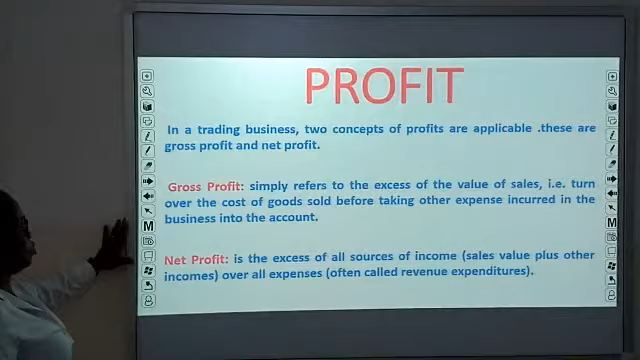 PROFIT
In a trading business, two concepts of profits are applicable .these are
gross profit and net profit.
Gross Profit: simply refers to the excess of the value of sales, i.e. turn
over the cost of goods sold before taking other expense incurred in the
business into the account.
Net Profit: is the excess of all sources of income (sales value plus other
incomes) over all expenses (often called revenue expenditures).
M
M